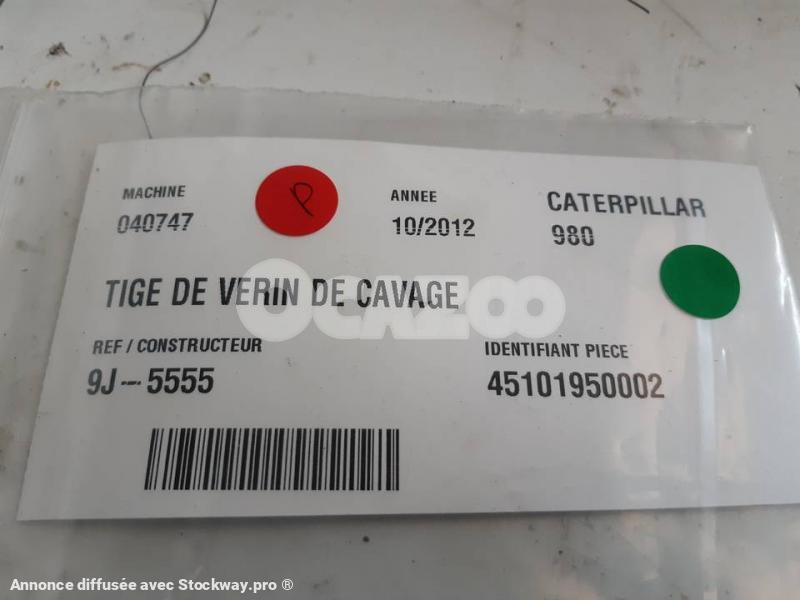 MACHINE
040747
P
ANNEE
10/2012
CATERPILLAR
980
TIGE DE VERIN DE CAVAGE
OCAZOO
REF / CONSTRUCTEUR
9J--5555
IDENTIFIANT PIECE
45101950002
Annonce diffusée avec Stockway.pro ®